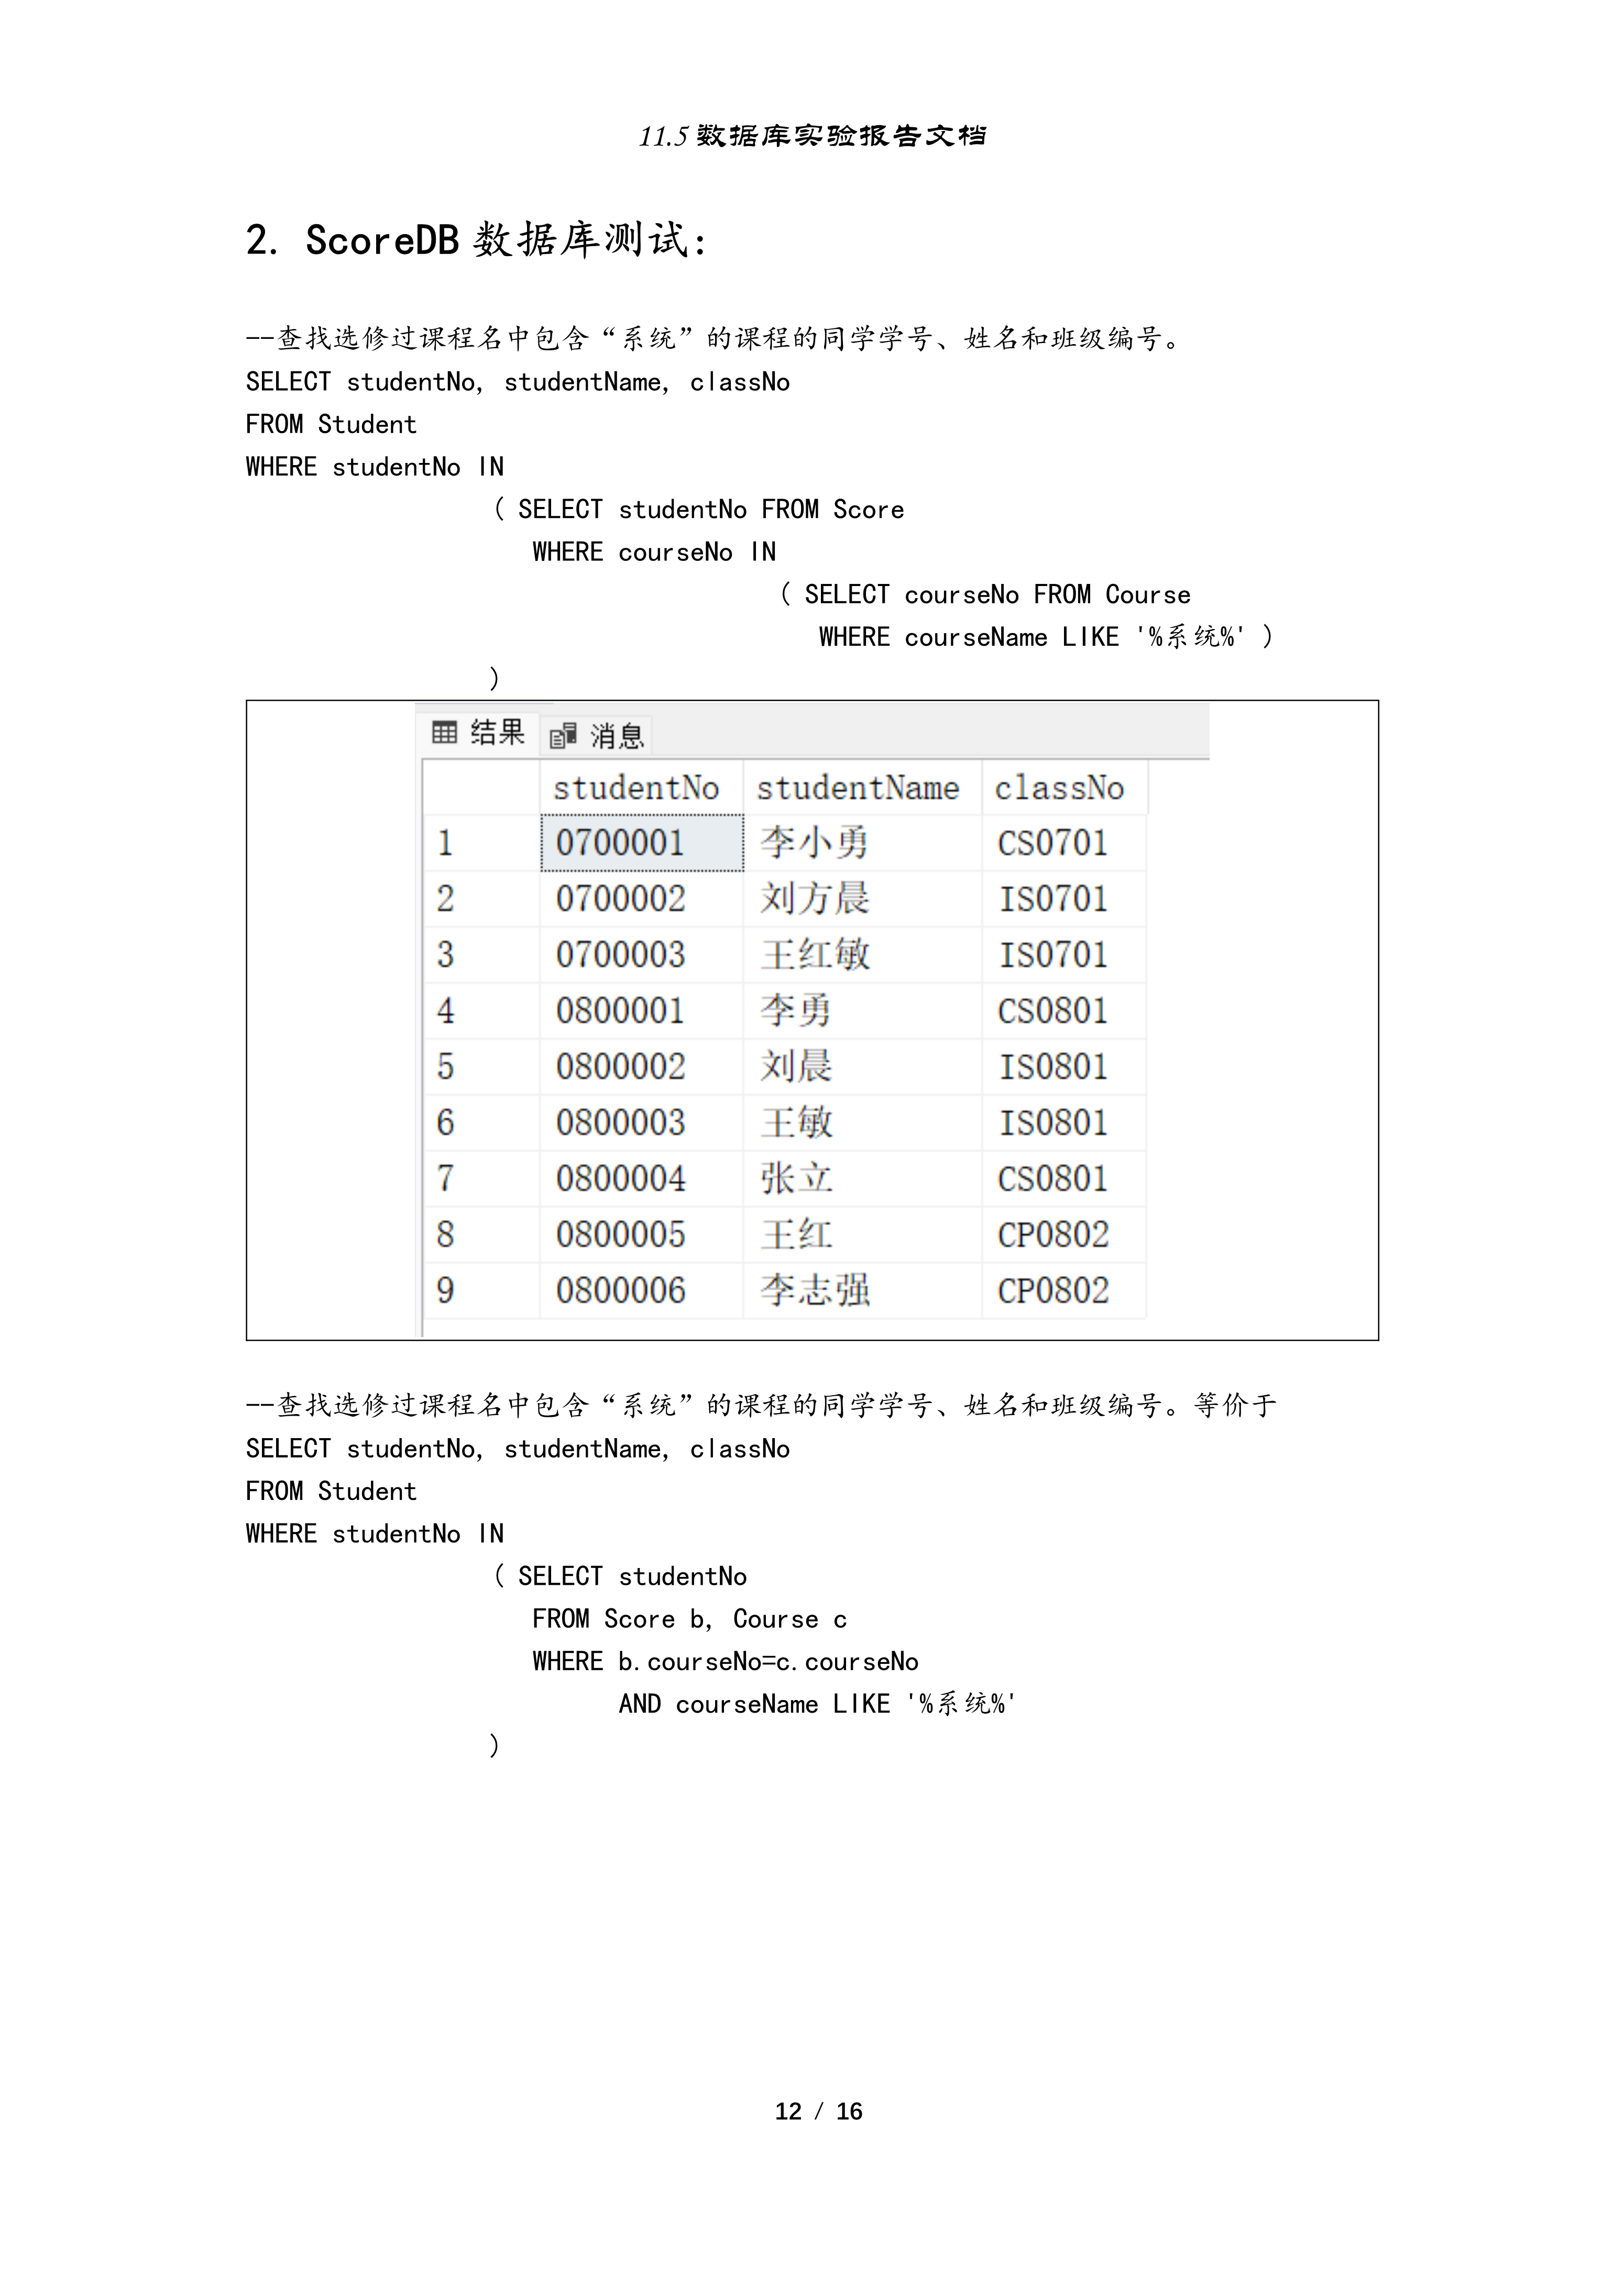 11.5 数据库实验报告文档
2. ScoreDB 数据库测试：
--查找选修过课程名中包含“系统”的课程的同学学号、姓名和班级编号。
SELECT studentNo, studentName, classNo
FROM Student
WHERE studentNo IN
( SELECT studentNo FROM Score
WHERE courseNo IN
( SELECT courseNo FROM Course
WHERE courseName LIKE '%系统%' )
)
结果 消息
studentNo studentName classNo
1 0700001 李小勇 CS0701
2 0700002 刘方晨 IS0701
3 0700003 王红敏 IS0701
4 0800001 李勇 CS0801
5 0800002 刘晨 IS0801
6 0800003 王敏 IS0801
7 0800004 张立 CS0801
8 0800005 王红 CP0802
9 0800006 李志强 CP0802
--查找选修过课程名中包含“系统”的课程的同学学号、姓名和班级编号。等价于
SELECT studentNo, studentName, classNo
FROM Student
WHERE studentNo IN
( SELECT studentNo
FROM Score b, Course c
WHERE b.courseNo=c.courseNo
AND courseName LIKE '%系统%'
)
12 / 16